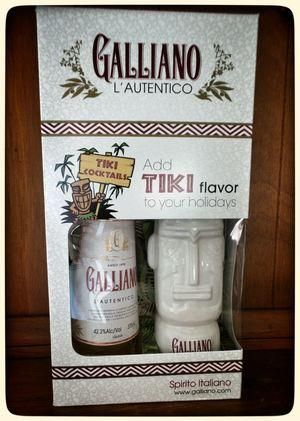 GALLIANO
L'AUTENTICO
TIKI
COCKTAILS
Add
TIKI flavor
to your holidays
GALLIANO
L'AUTENTICO
42.3%Alc/Vol
GALLIANO
Spirito Italiano
www.galliano.com